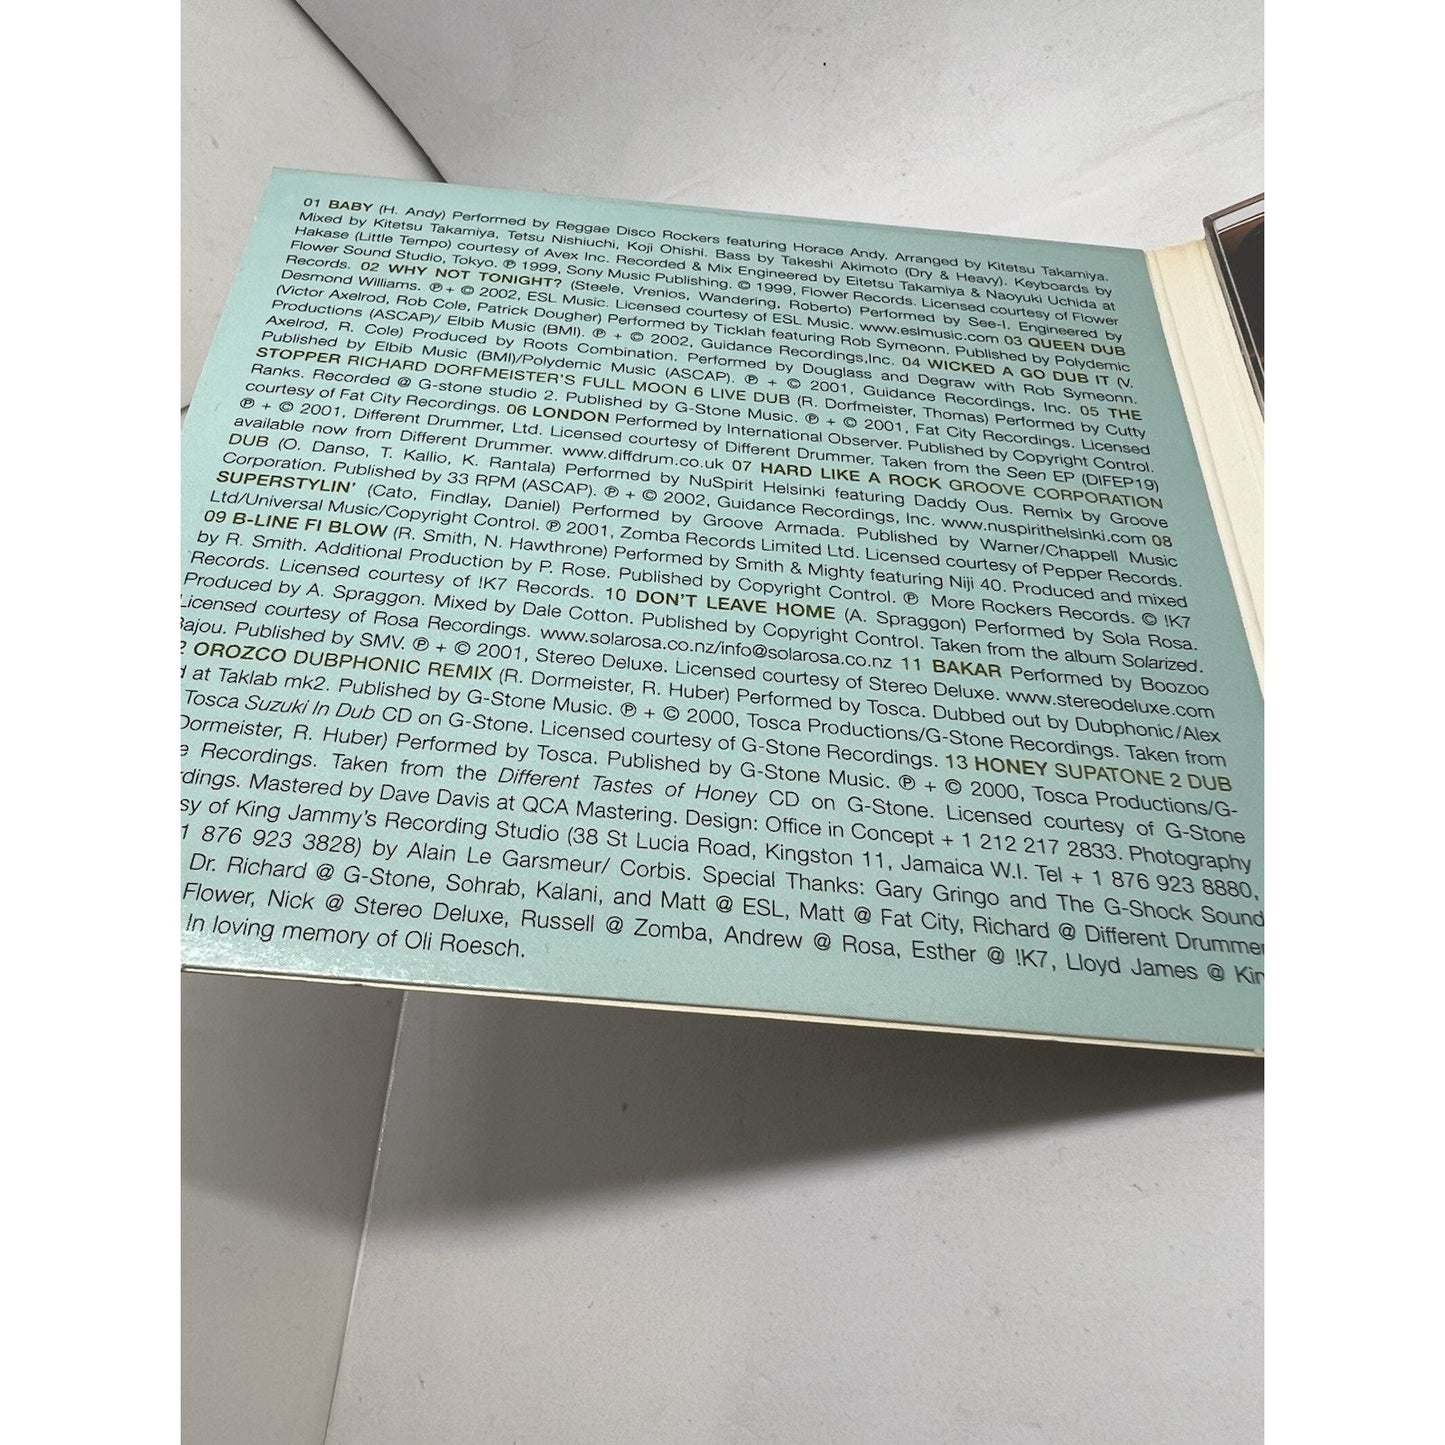 01 BABY (H. Andy) Performed by Reggae Disco Rockers featuring Horace Andy. Arranged by Kitetsu Takamiya.
Mixed by Kitetsu Takamiya, Tetsu Nishiuchi, Koji Ohishi. Bass by Takeshi Akimoto (Dry & Heavy). Keyboards by
Hakase (Little Tempo) courtesy of Avex Inc. Recorded & Mix Engineered by Eitetsu Takamiya & Naoyuki Uchida at
Flower Sound Studio, Tokyo. ℗ 1999, Sony Music Publishing. © 1999, Flower Records. Licensed courtesy of Flower
Records. 02 WHY NOT TONIGHT? (Steele, Vrenios, Wandering, Roberto) Performed by See-I. Engineered by
Desmond Williams. ℗ + © 2002, ESL Music. Licensed courtesy of ESL Music. www.eslmusic.com 03 QUEEN DUB
(Victor Axelrod, Rob Cole, Patrick Dougher) Performed by Ticklah featuring Rob Symeonn. Published by Polydemic
Productions (ASCAP)/ Elbib Music (BMI). ℗ + © 2002, Guidance Recordings,Inc. 04 WICKED A GO DUB IT (V.
Axelrod, R. Cole) Produced by Roots Combination. Performed by Douglass and Degraw with Rob Symeonn.
Published by Elbib Music (BMI)/Polydemic Music (ASCAP). ℗ + © 2001, Guidance Recordings, Inc. 05 THE
STOPPER RICHARD DORFMEISTER'S FULL MOON 6 LIVE DUB (R. Dorfmeister, Thomas) Performed by Cutty
Ranks. Recorded @ G-stone studio 2. Published by G-Stone Music. ℗ + © 2001, Fat City Recordings. Licensed
courtesy of Fat City Recordings. 06 LONDON Performed by International Observer. Published by Copyright Control.
℗ + © 2001, Different Drummer, Ltd. Licensed courtesy of Different Drummer. Taken from the Seen EP (DIFEP19)
available now from Different Drummer. www.diffdrum.co.uk 07 HARD LIKE A ROCK GROOVE CORPORATION
DUB (O. Danso, T. Kallio, K. Rantala) Performed by NuSpirit Helsinki featuring Daddy Ous. Remix by Groove
Corporation. Published by 33 RPM (ASCAP). ℗ + © 2002, Guidance Recordings, Inc. www.nuspirithelsinki.com 08
SUPERSTYLIN' (Cato, Findlay, Daniel) Performed by Groove Armada. Published by Warner/Chappell Music
Ltd/Universal Music/Copyright Control. ℗ 2001, Zomba Records Limited Ltd. Licensed courtesy of Pepper Records.
09 B-LINE FI BLOW (R. Smith, N. Hawthrone) Performed by Smith & Mighty featuring Niji 40. Produced and mixed
by R. Smith. Additional Production by P. Rose. Published by Copyright Control. ℗ More Rockers Records. © !K7
Records. Licensed courtesy of !K7 Records. 10 DON'T LEAVE HOME (A. Spraggon) Performed by Sola Rosa.
Produced by A. Spraggon. Mixed by Dale Cotton. Published by Copyright Control. Taken from the album Solarized.
Licensed courtesy of Rosa Recordings. www.solarosa.co.nz/info@solarosa.co.nz 11 BAKAR Performed by Boozoo
Bajou. Published by SMV. ℗ + © 2001, Stereo Deluxe. Licensed courtesy of Stereo Deluxe. www.stereodeluxe.com
2 OROZCO DUBPHONIC REMIX (R. Dormeister, R. Huber) Performed by Tosca. Dubbed out by Dubphonic/Alex
d at Taklab mk2. Published by G-Stone Music. ℗ + © 2000, Tosca Productions/G-Stone Recordings. Taken from
Tosca Suzuki In Dub CD on G-Stone. Licensed courtesy of G-Stone Recordings. 13 HONEY SUPATONE 2 DUB
Dormeister, R. Huber) Performed by Tosca. Published by G-Stone Music. ℗ + © 2000, Tosca Productions/G-
e Recordings. Taken from the Different Tastes of Honey CD on G-Stone. Licensed courtesy of G-Stone
rdings. Mastered by Dave Davis at QCA Mastering. Design: Office in Concept + 1 212 217 2833. Photography
sy of King Jammy's Recording Studio (38 St Lucia Road, Kingston 11, Jamaica W.I. Tel + 1 876 923 8880,
1 876 923 3828) by Alain Le Garsmeur/ Corbis. Special Thanks: Gary Gringo and The G-Shock Sound
Dr. Richard @ G-Stone, Sohrab, Kalani, and Matt @ ESL, Matt @ Fat City, Richard @ Different Drummer
Flower, Nick @ Stereo Deluxe, Russell @ Zomba, Andrew @ Rosa, Esther @ !K7, Lloyd James @ Kin
In loving memory of Oli Roesch.